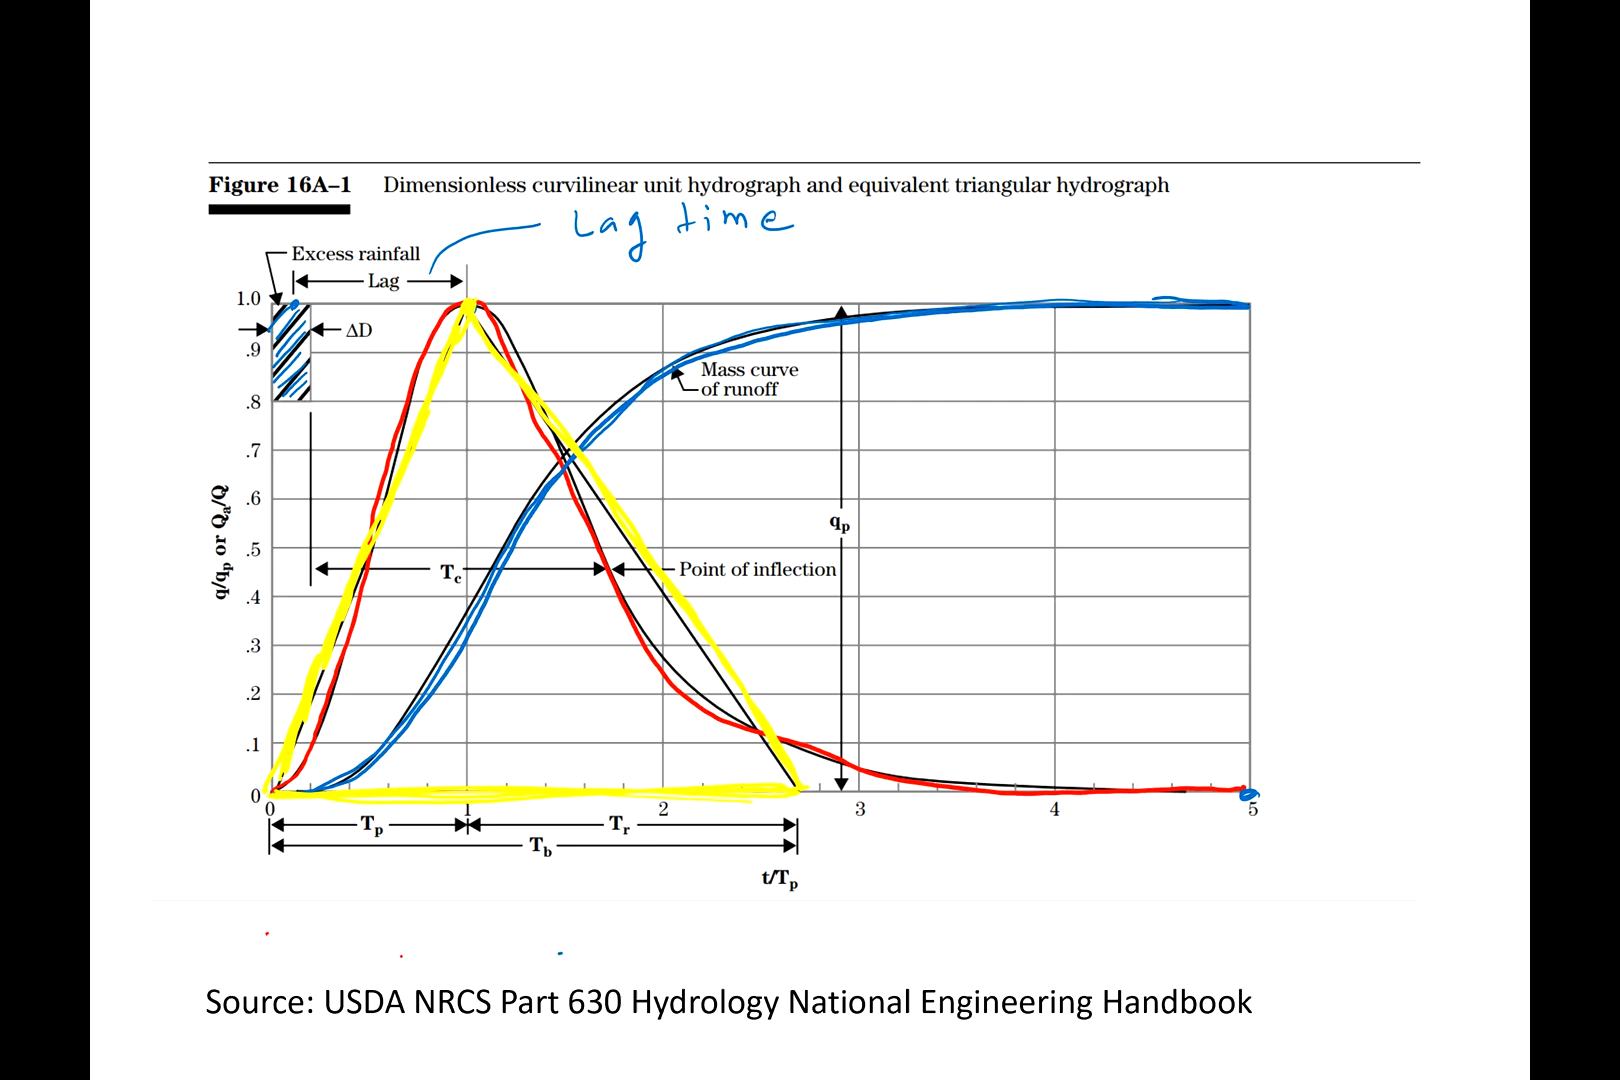 Figure 16A–1 Dimensionless curvilinear unit hydrograph and equivalent triangular hydrograph
Lag time
Excess rainfall
Lag
1.0
ΔD
.9
Mass curve
of runoff
.8
.7
.6
qp
.5
Tc
Point of inflection
.4
.3
.2
.1
0
q/qp or Qa/Q
0 1 2 3 4 5
Tp Tr
Tb
t/Tp
Source: USDA NRCS Part 630 Hydrology National Engineering Handbook